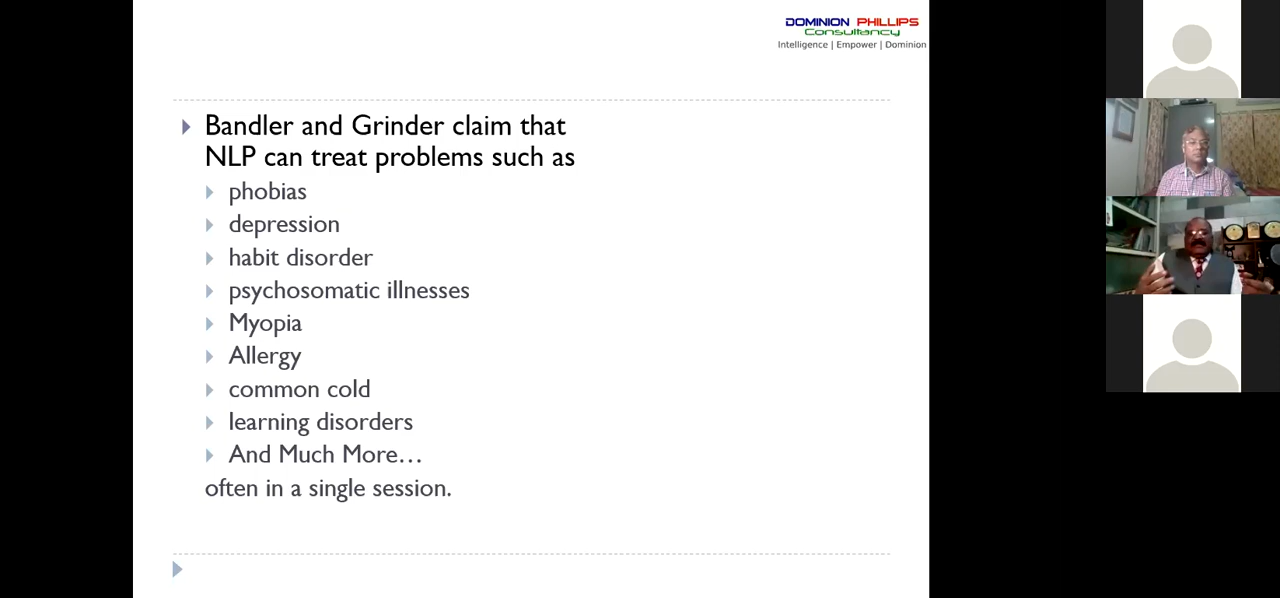 DOMINION PHILLIPS
Consultancy
Intelligence | Empower | Dominion
Bandler and Grinder claim that
NLP can treat problems such as
phobias
depression
habit disorder
psychosomatic illnesses
Myopia
Allergy
common cold
learning disorders
And Much More…
often in a single session.